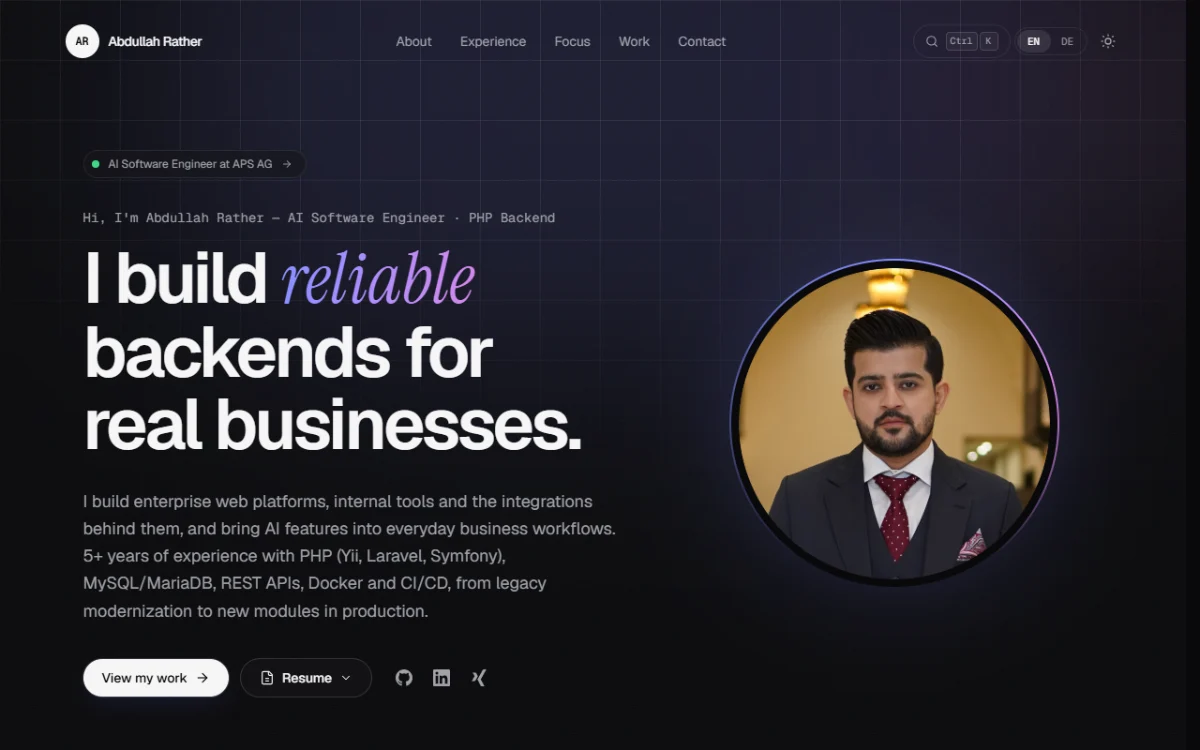 AR Abdullah Rather
About Experience Focus Work Contact
Ctrl K
EN DE
AI Software Engineer at APS AG →
Hi, I'm Abdullah Rather — AI Software Engineer · PHP Backend
I build reliable
backends for
real businesses.
I build enterprise web platforms, internal tools and the integrations
behind them, and bring AI features into everyday business workflows.
5+ years of experience with PHP (Yii, Laravel, Symfony),
MySQL/MariaDB, REST APIs, Docker and CI/CD, from legacy
modernization to new modules in production.
View my work → Resume
in